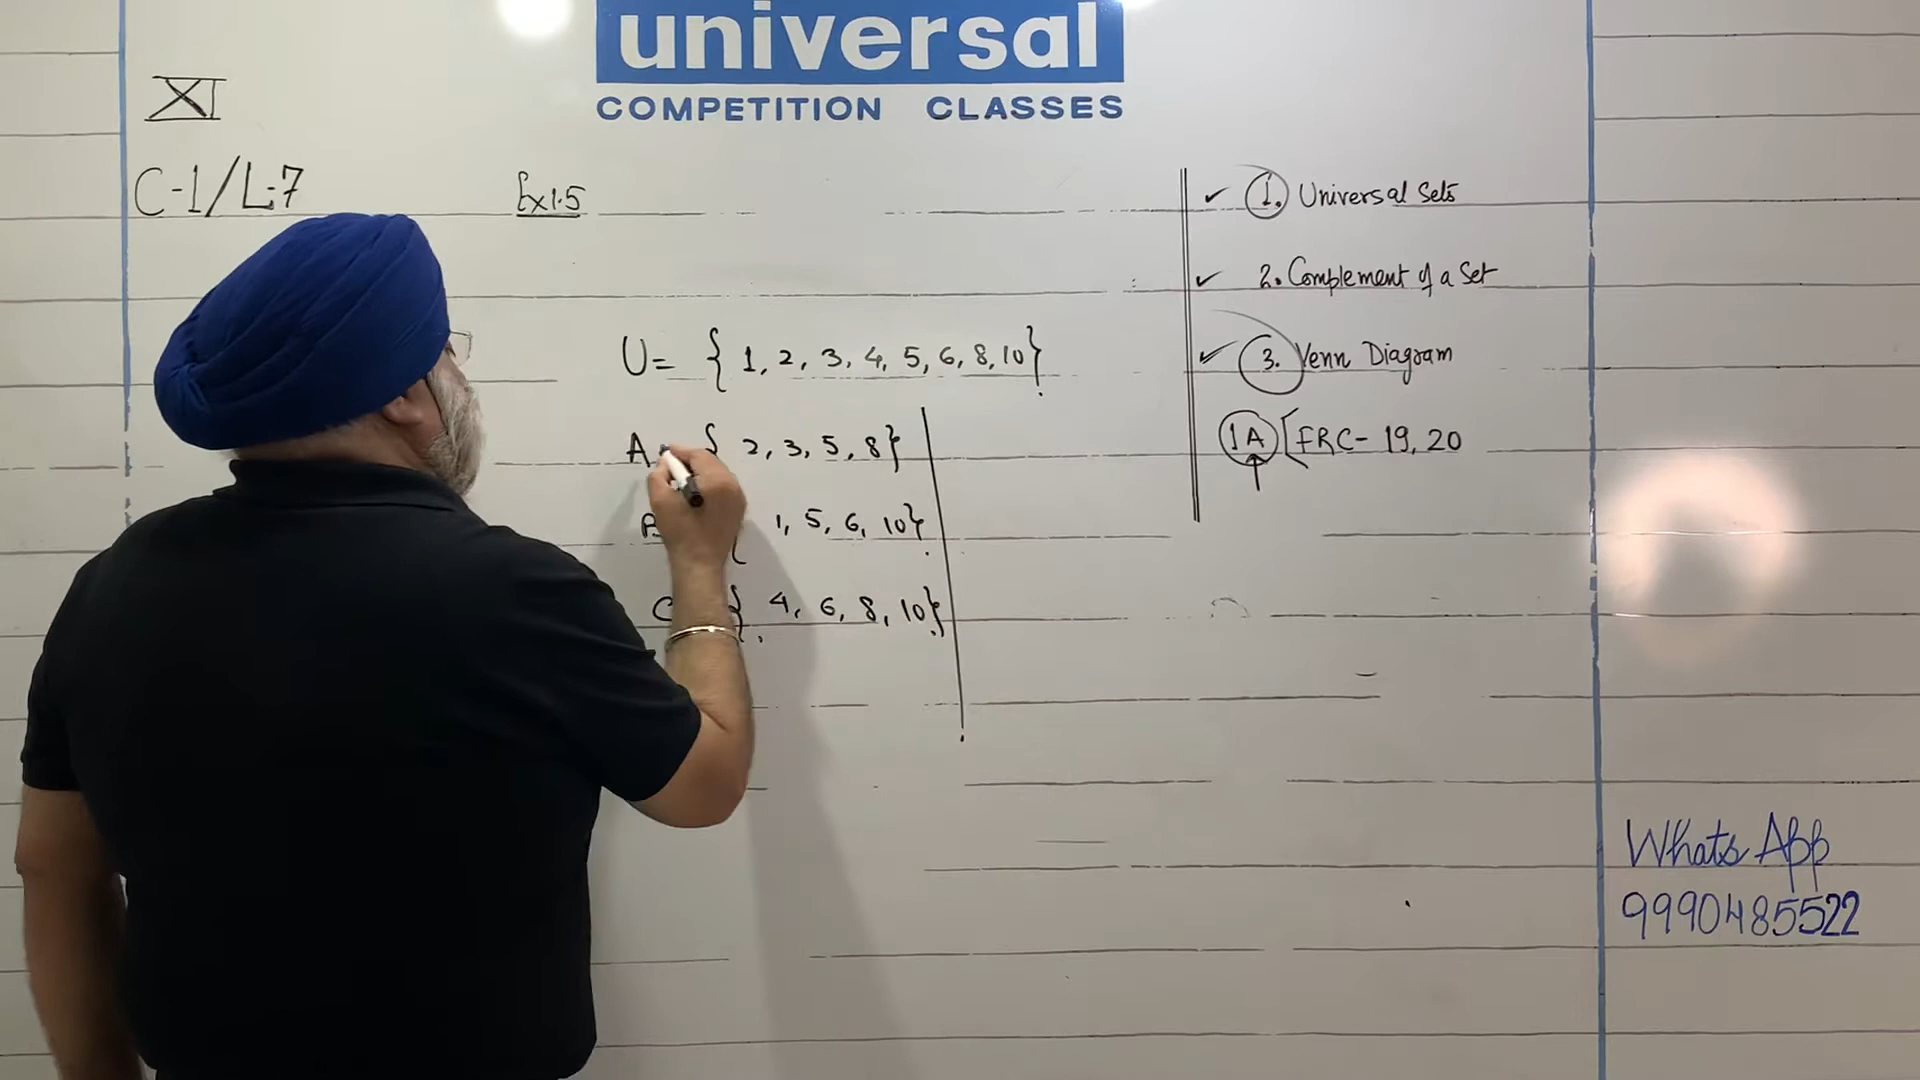 universal
COMPETITION CLASSES
XI
C-1/L-7
Ex1.5
U= { 1, 2, 3, 4, 5, 6, 8, 10}
A { 2, 3, 5, 8}
B { 1, 5, 6, 10}
C { 4, 6, 8, 10}
✓ 1. Universal Sets
✓ 2. Complement of a Set
✓ 3. Venn Diagram
1A [FRC- 19, 20
Whats App
9990485522